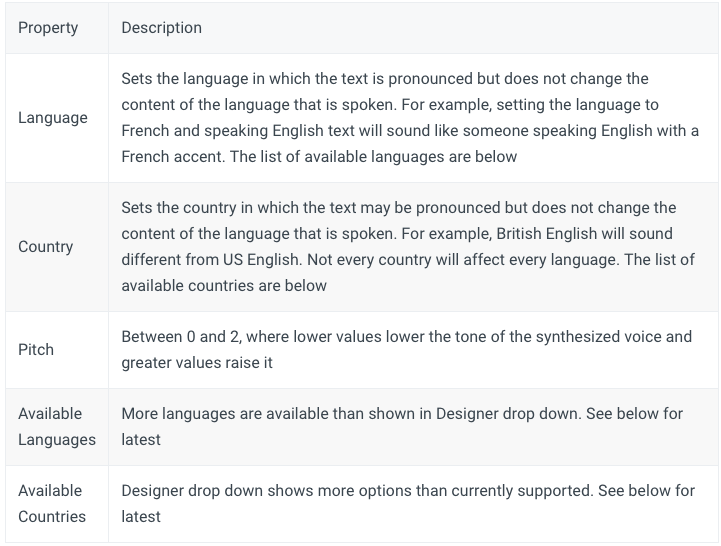 Property
Description
Language
Sets the language in which the text is pronounced but does not change the
content of the language that is spoken. For example, setting the language to
French and speaking English text will sound like someone speaking English with a
French accent. The list of available languages are below
Country
Sets the country in which the text may be pronounced but does not change the
content of the language that is spoken. For example, British English will sound
different from US English. Not every country will affect every language. The list of
available countries are below
Pitch
Between 0 and 2, where lower values lower the tone of the synthesized voice and
greater values raise it
Available
Languages
More languages are available than shown in Designer drop down. See below for
latest
Available
Countries
Designer drop down shows more options than currently supported. See below for
latest